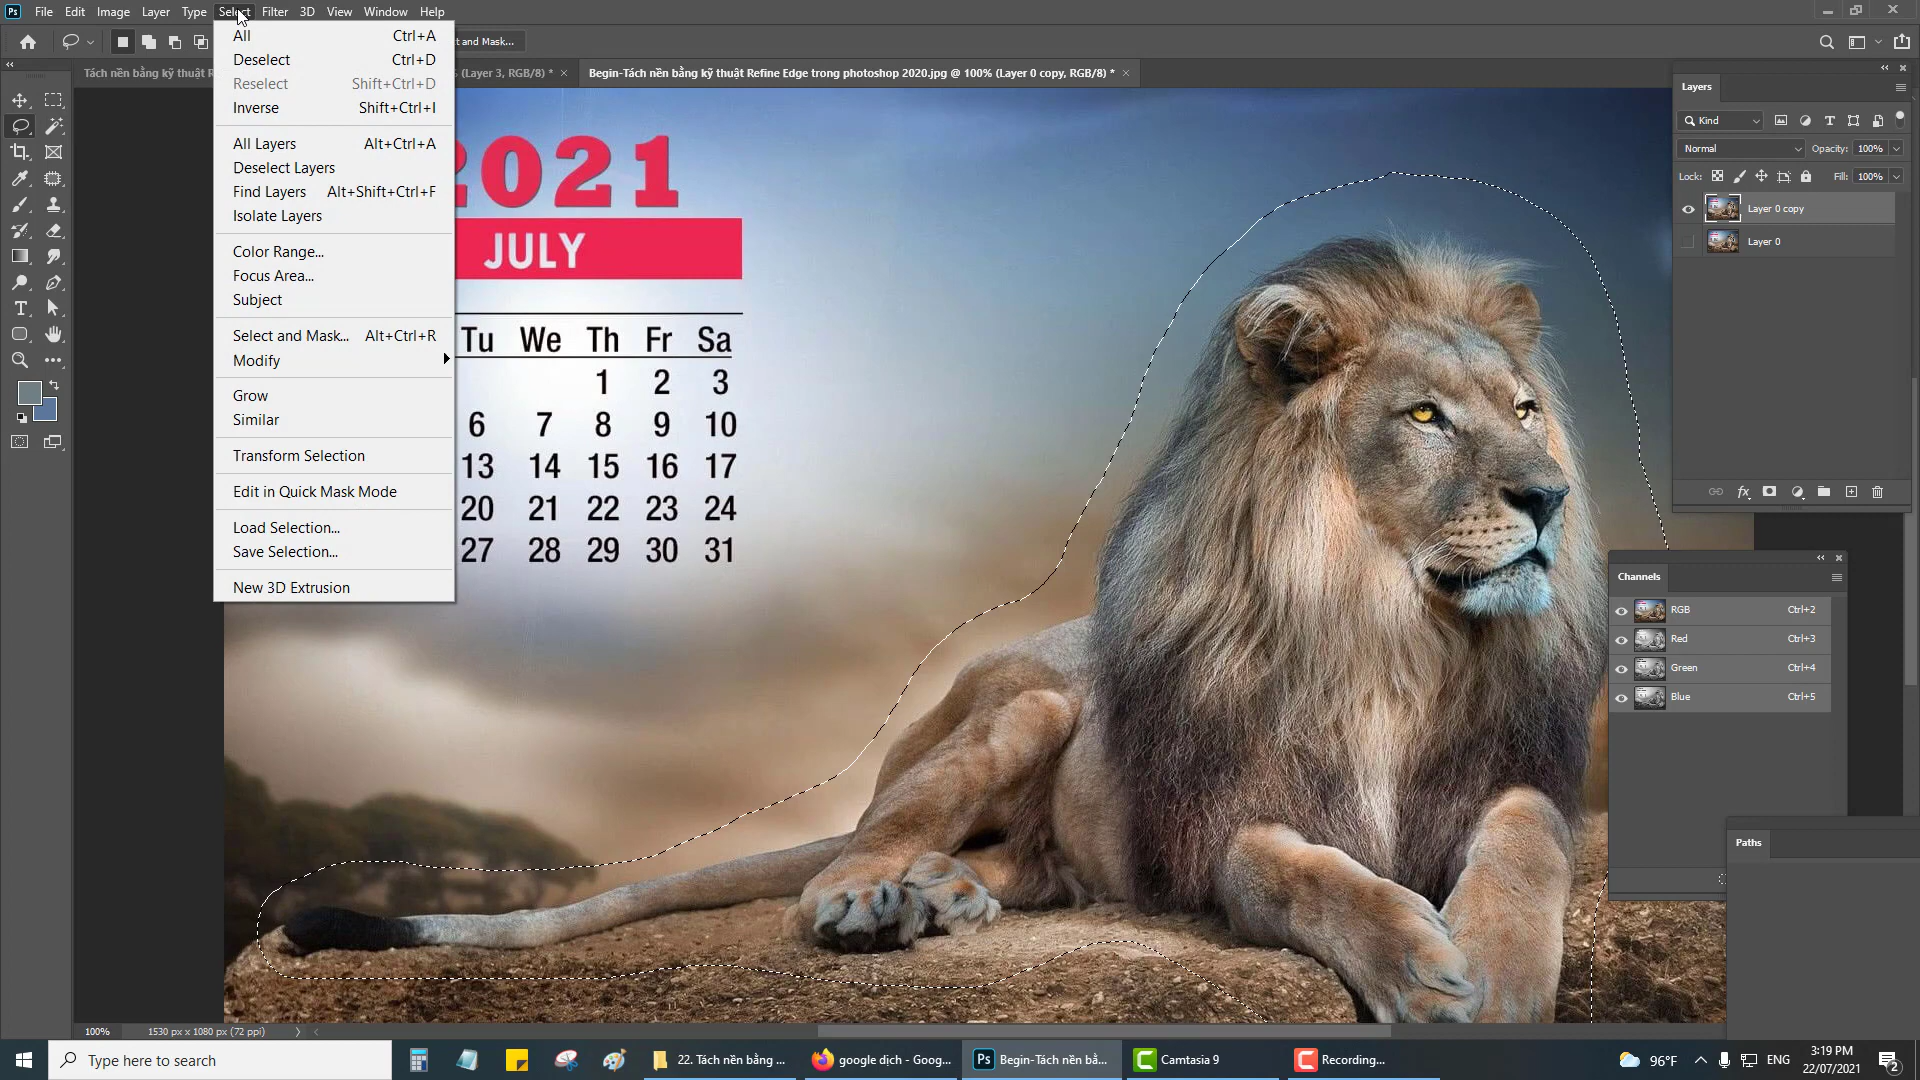 Ps File Edit Image Layer Type Select Filter 3D View Window Help
t and Mask...
Tách nền bằng kỹ thuật R
% (Layer 3, RGB/8) * ×
Begin-Tách nền bằng kỹ thuật Refine Edge trong photoshop 2020.jpg @ 100% (Layer 0 copy, RGB/8) * ×
All Ctrl+A
Deselect Ctrl+D
Reselect Shift+Ctrl+D
Inverse Shift+Ctrl+I
All Layers Alt+Ctrl+A
Deselect Layers
Find Layers Alt+Shift+Ctrl+F
Isolate Layers
Color Range...
Focus Area...
Subject
Select and Mask... Alt+Ctrl+R
Modify
Grow
Similar
Transform Selection
Edit in Quick Mask Mode
Load Selection...
Save Selection...
New 3D Extrusion
2021
JULY
Tu We Th Fr Sa
1 2 3
6 7 8 9 10
13 14 15 16 17
20 21 22 23 24
27 28 29 30 31
Layers
Kind
Normal Opacity: 100%
Lock: Fill: 100%
Layer 0 copy
Layer 0
Channels
RGB Ctrl+2
Red Ctrl+3
Green Ctrl+4
Blue Ctrl+5
Paths
100% 1530 px x 1080 px (72 ppi)
Type here to search
22. Tách nền bằng ...
google dịch - Goog...
Ps Begin-Tách nền bằ...
Camtasia 9
Recording...
96°F
ENG
3:19 PM
22/07/2021
2